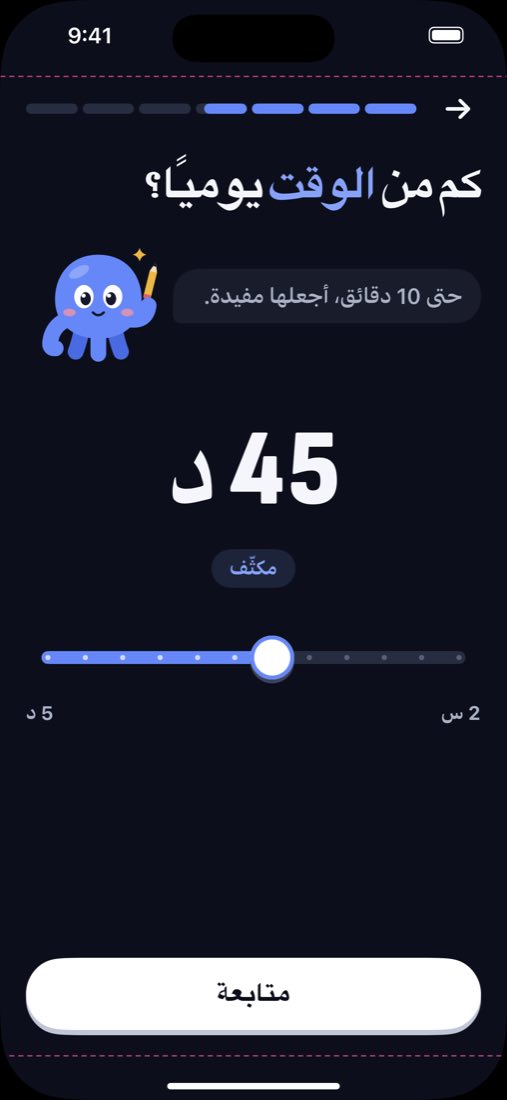 9:41
كم من الوقت يوميًا؟
حتى 10 دقائق، أجعلها مفيدة.
45 د
مكثّف
2 س
5 د
متابعة